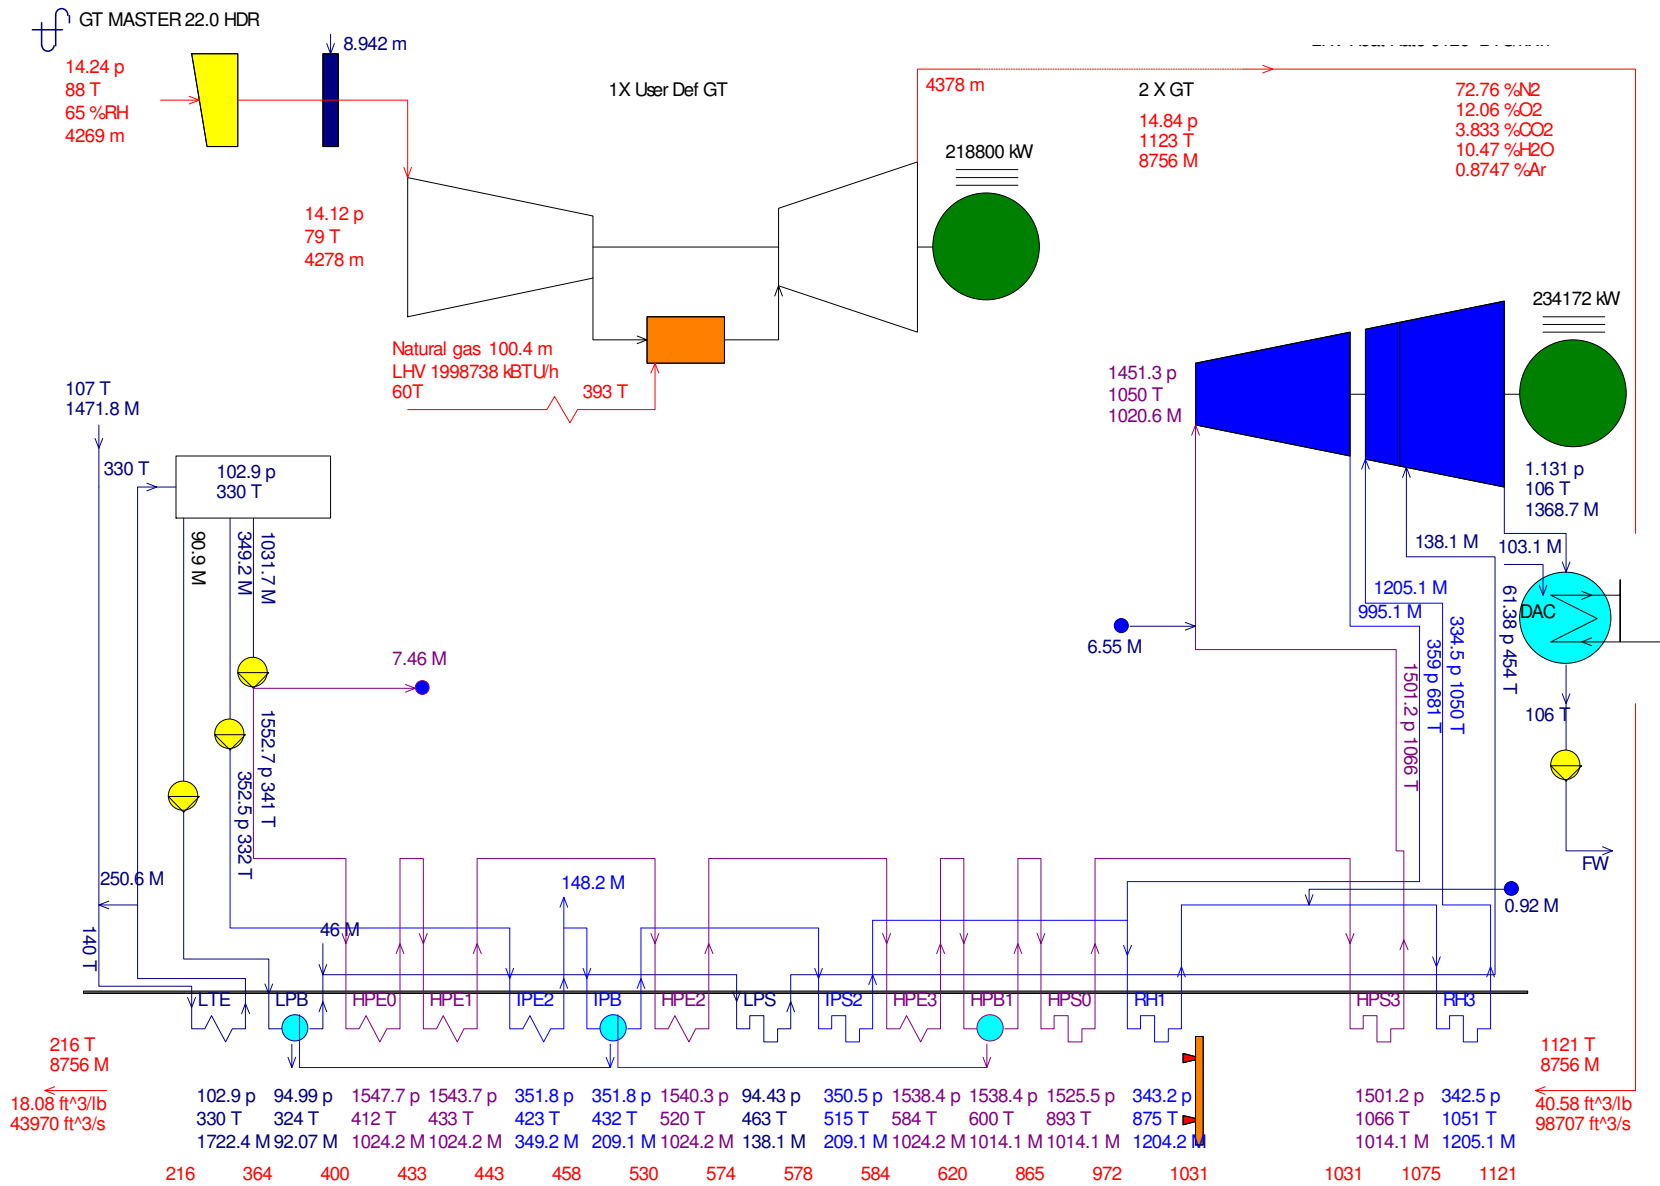 GT MASTER 22.0 HDR
8.942 m
14.24 p
88 T
65 %RH
4269 m
1X User Def GT
4378 m
2 X GT
14.84 p
1123 T
8756 M
72.76 %N2
12.06 %O2
3.833 %CO2
10.47 %H2O
0.8747 %Ar
218800 kW
14.12 p
79 T
4278 m
234172 kW
Natural gas 100.4 m
LHV 1998738 kBTU/h
60T
393 T
1451.3 p
1050 T
1020.6 M
107 T
1471.8 M
330 T
102.9 p
330 T
1.131 p
106 T
1368.7 M
90.9 M
349.2 M
1031.7 M
138.1 M
103.1 M
1205.1 M
995.1 M
DAC
6.55 M
7.46 M
61.38 p 454 T
334.5 p 1050 T
359 p 681 T
1501.2 p 1066 T
106 T
1552.7 p 341 T
352.5 p 332 T
FW
250.6 M
148.2 M
0.92 M
46 M
140 T
LTE
LPB
HPE0
HPE1
IPE2
IPB
HPE2
LPS
IPS2
HPE3
HPB1
HPS0
RH1
HPS3
RH3
216 T
8756 M
1121 T
8756 M
18.08 ft^3/lb
43970 ft^3/s
40.58 ft^3/lb
98707 ft^3/s
102.9 p
330 T
1722.4 M
94.99 p
324 T
92.07 M
1547.7 p
412 T
1024.2 M
1543.7 p
433 T
1024.2 M
351.8 p
423 T
349.2 M
351.8 p
432 T
209.1 M
1540.3 p
520 T
1024.2 M
94.43 p
463 T
138.1 M
350.5 p
515 T
209.1 M
1538.4 p
584 T
1024.2 M
1538.4 p
600 T
1014.1 M
1525.5 p
893 T
1014.1 M
343.2 p
875 T
1204.2 M
1501.2 p
1066 T
1014.1 M
342.5 p
1051 T
1205.1 M
216 364 400 433 443 458 530 574 578 584 620 865 972 1031 1031 1075 1121